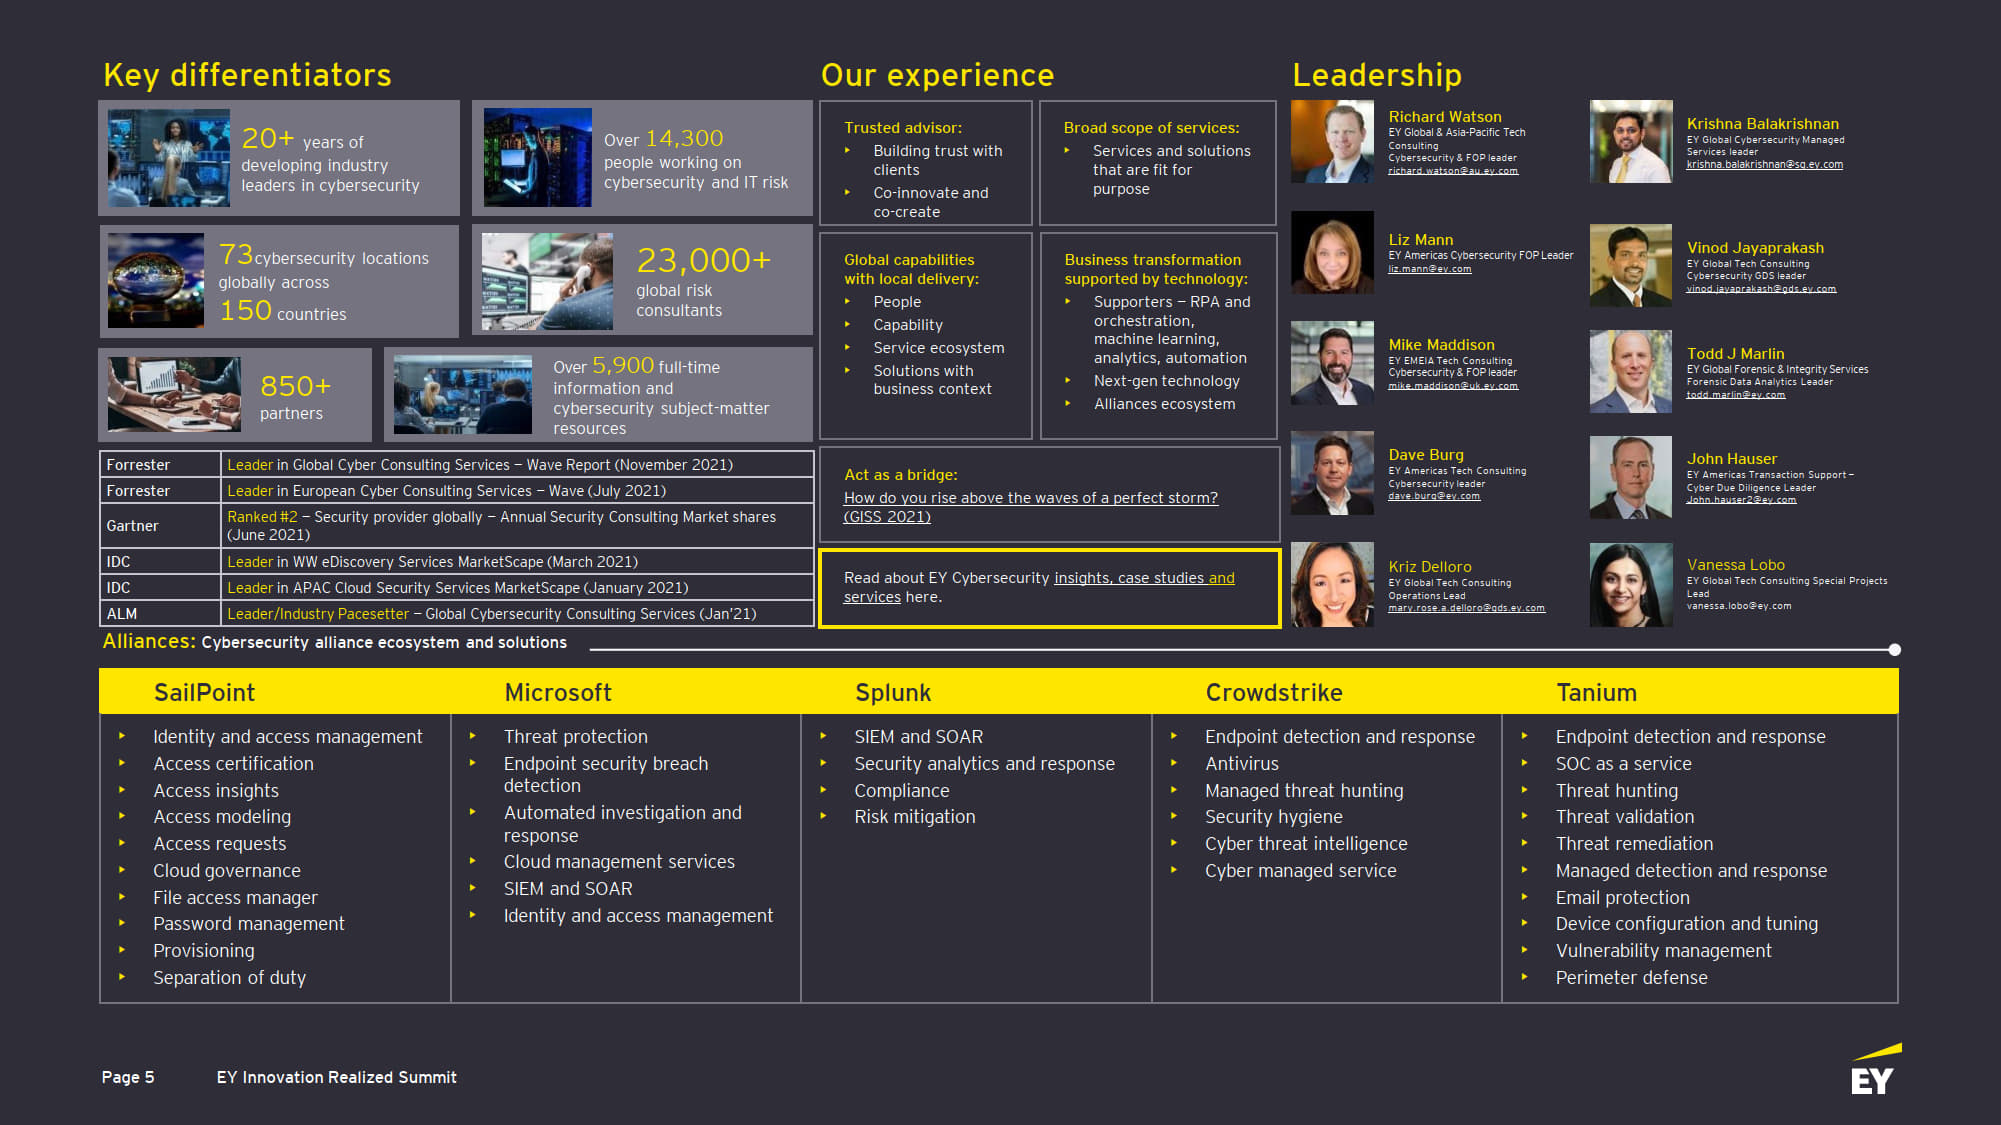 Key differentiators
20+ years of
developing industry
leaders in cybersecurity
Over 14,300
people working on
cybersecurity and IT risk
73 cybersecurity locations
globally across
150 countries
23,000+
global risk
consultants
850+
partners
Over 5,900 full-time
information and
cybersecurity subject-matter
resources
Forrester Leader in Global Cyber Consulting Services – Wave Report (November 2021)
Forrester Leader in European Cyber Consulting Services – Wave (July 2021)
Gartner Ranked #2 – Security provider globally – Annual Security Consulting Market shares
(June 2021)
IDC Leader in WW eDiscovery Services MarketScape (March 2021)
IDC Leader in APAC Cloud Security Services MarketScape (January 2021)
ALM Leader/Industry Pacesetter – Global Cybersecurity Consulting Services (Jan'21)
Our experience
Trusted advisor:
‣ Building trust with
clients
‣ Co-innovate and
co-create
Broad scope of services:
‣ Services and solutions
that are fit for
purpose
Global capabilities
with local delivery:
‣ People
‣ Capability
‣ Service ecosystem
‣ Solutions with
business context
Business transformation
supported by technology:
‣ Supporters – RPA and
orchestration,
machine learning,
analytics, automation
‣ Next-gen technology
‣ Alliances ecosystem
Act as a bridge:
How do you rise above the waves of a perfect storm?
(GISS 2021)
Read about EY Cybersecurity insights, case studies and
services here.
Leadership
Richard Watson
EY Global & Asia-Pacific Tech
Consulting
Cybersecurity & FOP leader
richard.watson@au.ey.com
Krishna Balakrishnan
EY Global Cybersecurity Managed
Services leader
krishna.balakrishnan@sg.ey.com
Liz Mann
EY Americas Cybersecurity FOP Leader
liz.mann@ey.com
Vinod Jayaprakash
EY Global Tech Consulting
Cybersecurity GDS leader
vinod.jayaprakash@gds.ey.com
Mike Maddison
EY EMEIA Tech Consulting
Cybersecurity & FOP leader
mike.maddison@uk.ey.com
Todd J Marlin
EY Global Forensic & Integrity Services
Forensic Data Analytics Leader
todd.marlin@ey.com
Dave Burg
EY Americas Tech Consulting
Cybersecurity leader
dave.burg@ey.com
John Hauser
EY Americas Transaction Support –
Cyber Due Diligence Leader
John.hauser2@ey.com
Kriz Delloro
EY Global Tech Consulting
Operations Lead
mary.rose.a.delloro@gds.ey.com
Vanessa Lobo
EY Global Tech Consulting Special Projects
Lead
vanessa.lobo@ey.com
Alliances: Cybersecurity alliance ecosystem and solutions
SailPoint
‣ Identity and access management
‣ Access certification
‣ Access insights
‣ Access modeling
‣ Access requests
‣ Cloud governance
‣ File access manager
‣ Password management
‣ Provisioning
‣ Separation of duty
Microsoft
‣ Threat protection
‣ Endpoint security breach
detection
‣ Automated investigation and
response
‣ Cloud management services
‣ SIEM and SOAR
‣ Identity and access management
Splunk
‣ SIEM and SOAR
‣ Security analytics and response
‣ Compliance
‣ Risk mitigation
Crowdstrike
‣ Endpoint detection and response
‣ Antivirus
‣ Managed threat hunting
‣ Security hygiene
‣ Cyber threat intelligence
‣ Cyber managed service
Tanium
‣ Endpoint detection and response
‣ SOC as a service
‣ Threat hunting
‣ Threat validation
‣ Threat remediation
‣ Managed detection and response
‣ Email protection
‣ Device configuration and tuning
‣ Vulnerability management
‣ Perimeter defense
Page 5 EY Innovation Realized Summit
EY